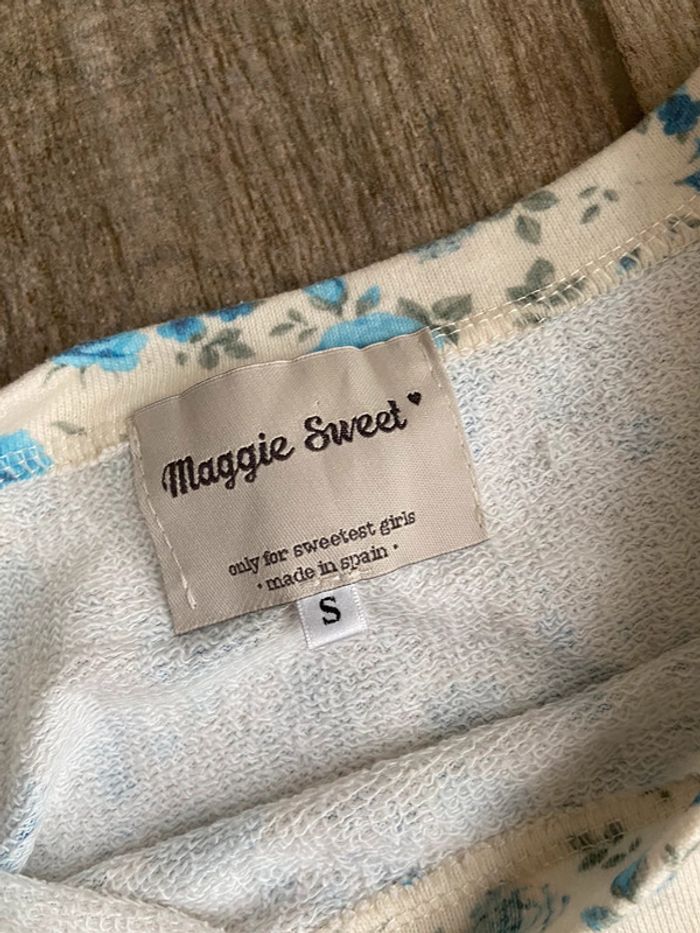 Maggie Sweet ♥
only for sweetest girls
• made in spain •
S